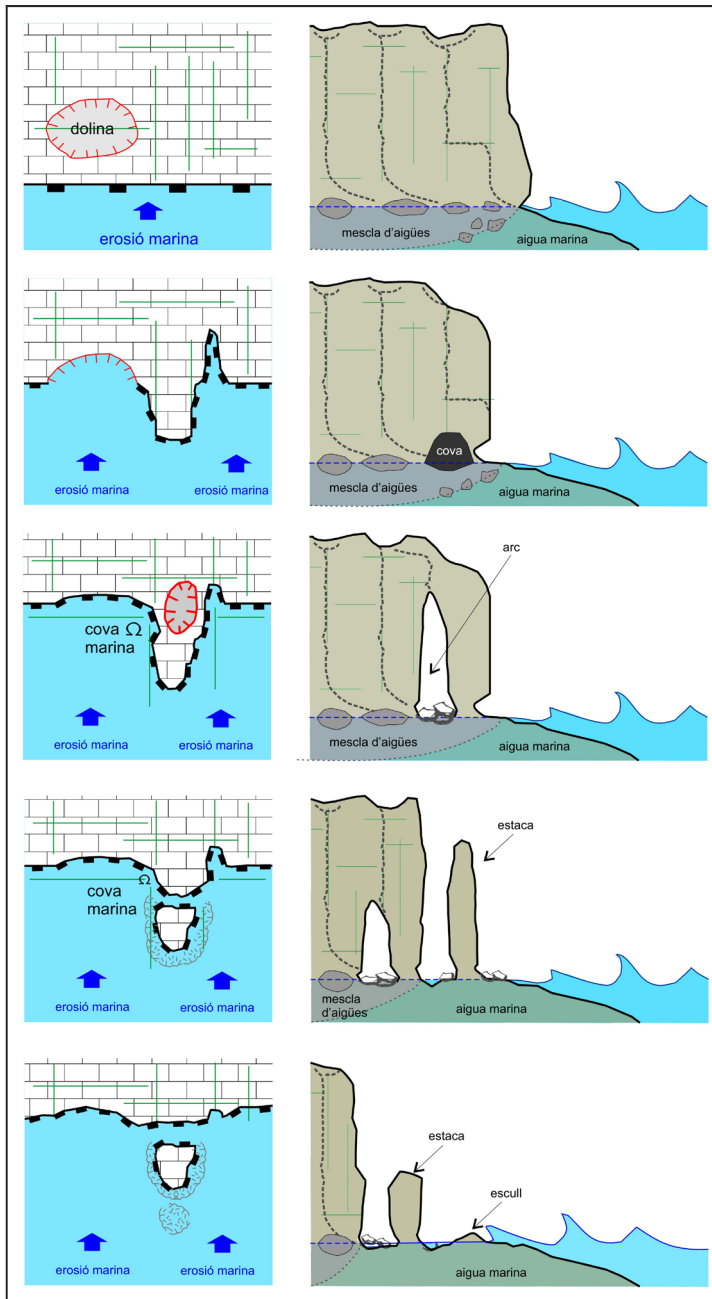 dolina
erosió marina
mescla d'aigües
aigua marina
erosió marina
erosió marina
cova
mescla d'aigües
aigua marina
cova Ω
marina
erosió marina
erosió marina
arc
mescla d'aigües
aigua marina
Ω
cova
marina
erosió marina
erosió marina
estaca
mescla
d'aigües
aigua marina
erosió marina
erosió marina
estaca
escull
aigua marina